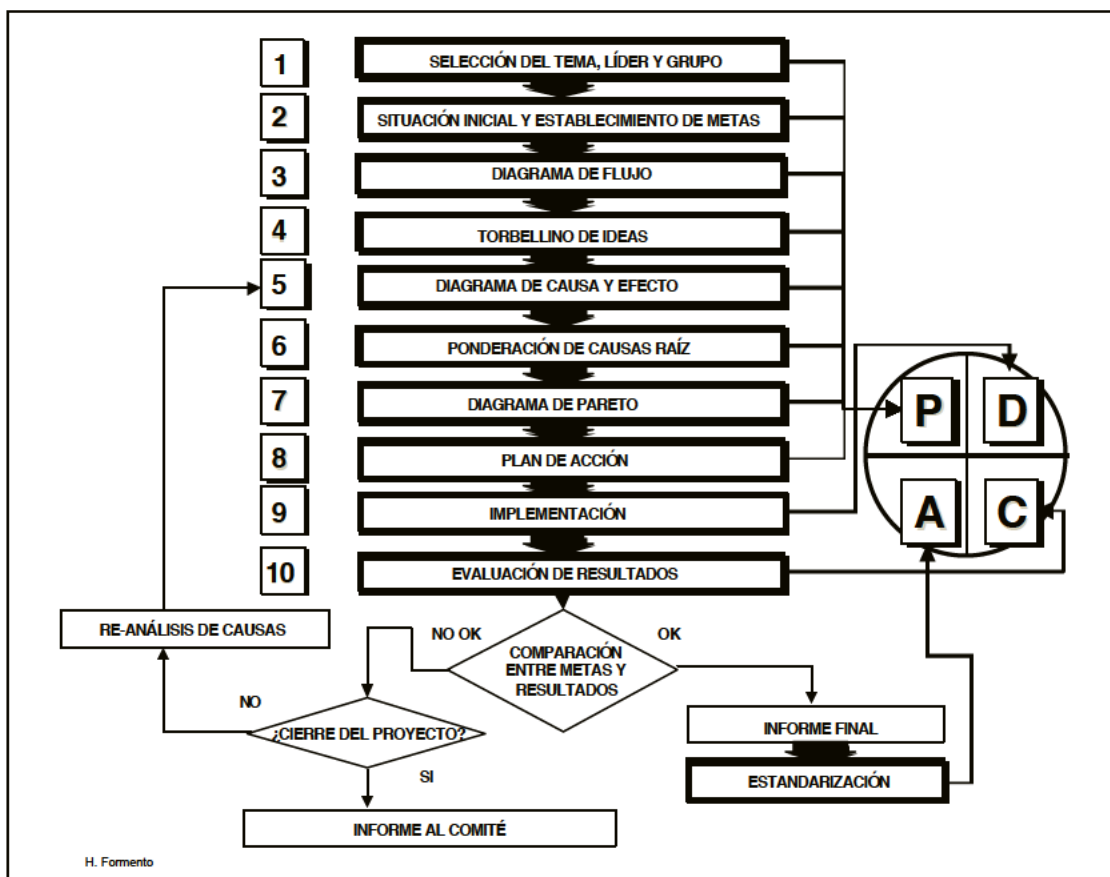 1
SELECCIÓN DEL TEMA, LÍDER Y GRUPO
2
SITUACIÓN INICIAL Y ESTABLECIMIENTO DE METAS
3
DIAGRAMA DE FLUJO
4
TORBELLINO DE IDEAS
5
DIAGRAMA DE CAUSA Y EFECTO
6
PONDERACIÓN DE CAUSAS RAÍZ
7
DIAGRAMA DE PARETO
8
PLAN DE ACCIÓN
9
IMPLEMENTACIÓN
10
EVALUACIÓN DE RESULTADOS
P
D
A
C
RE-ANÁLISIS DE CAUSAS
NO OK
OK
COMPARACIÓN
ENTRE METAS Y
RESULTADOS
NO
¿CIERRE DEL PROYECTO?
SI
INFORME FINAL
ESTANDARIZACIÓN
INFORME AL COMITÉ
H. Formento